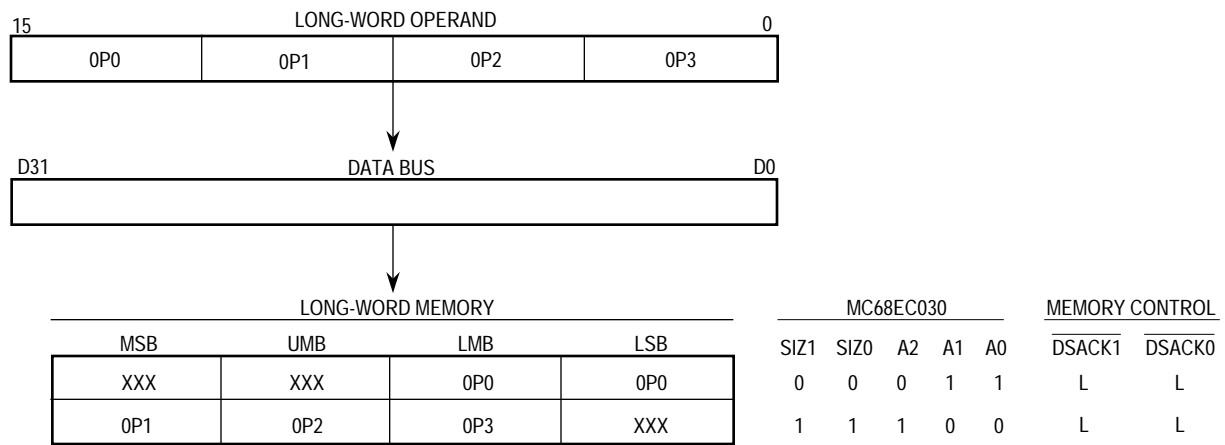 LONG-WORD OPERAND
15 0
0P0 0P1 0P2 0P3
D31 DATA BUS D0
LONG-WORD MEMORY MC68EC030 MEMORY CONTROL
MSB UMB LMB LSB SIZ1 SIZ0 A2 A1 A0 DSACK1 DSACK0
XXX XXX 0P0 0P0 0 0 0 1 1 L L
0P1 0P2 0P3 XXX 1 1 1 0 0 L L